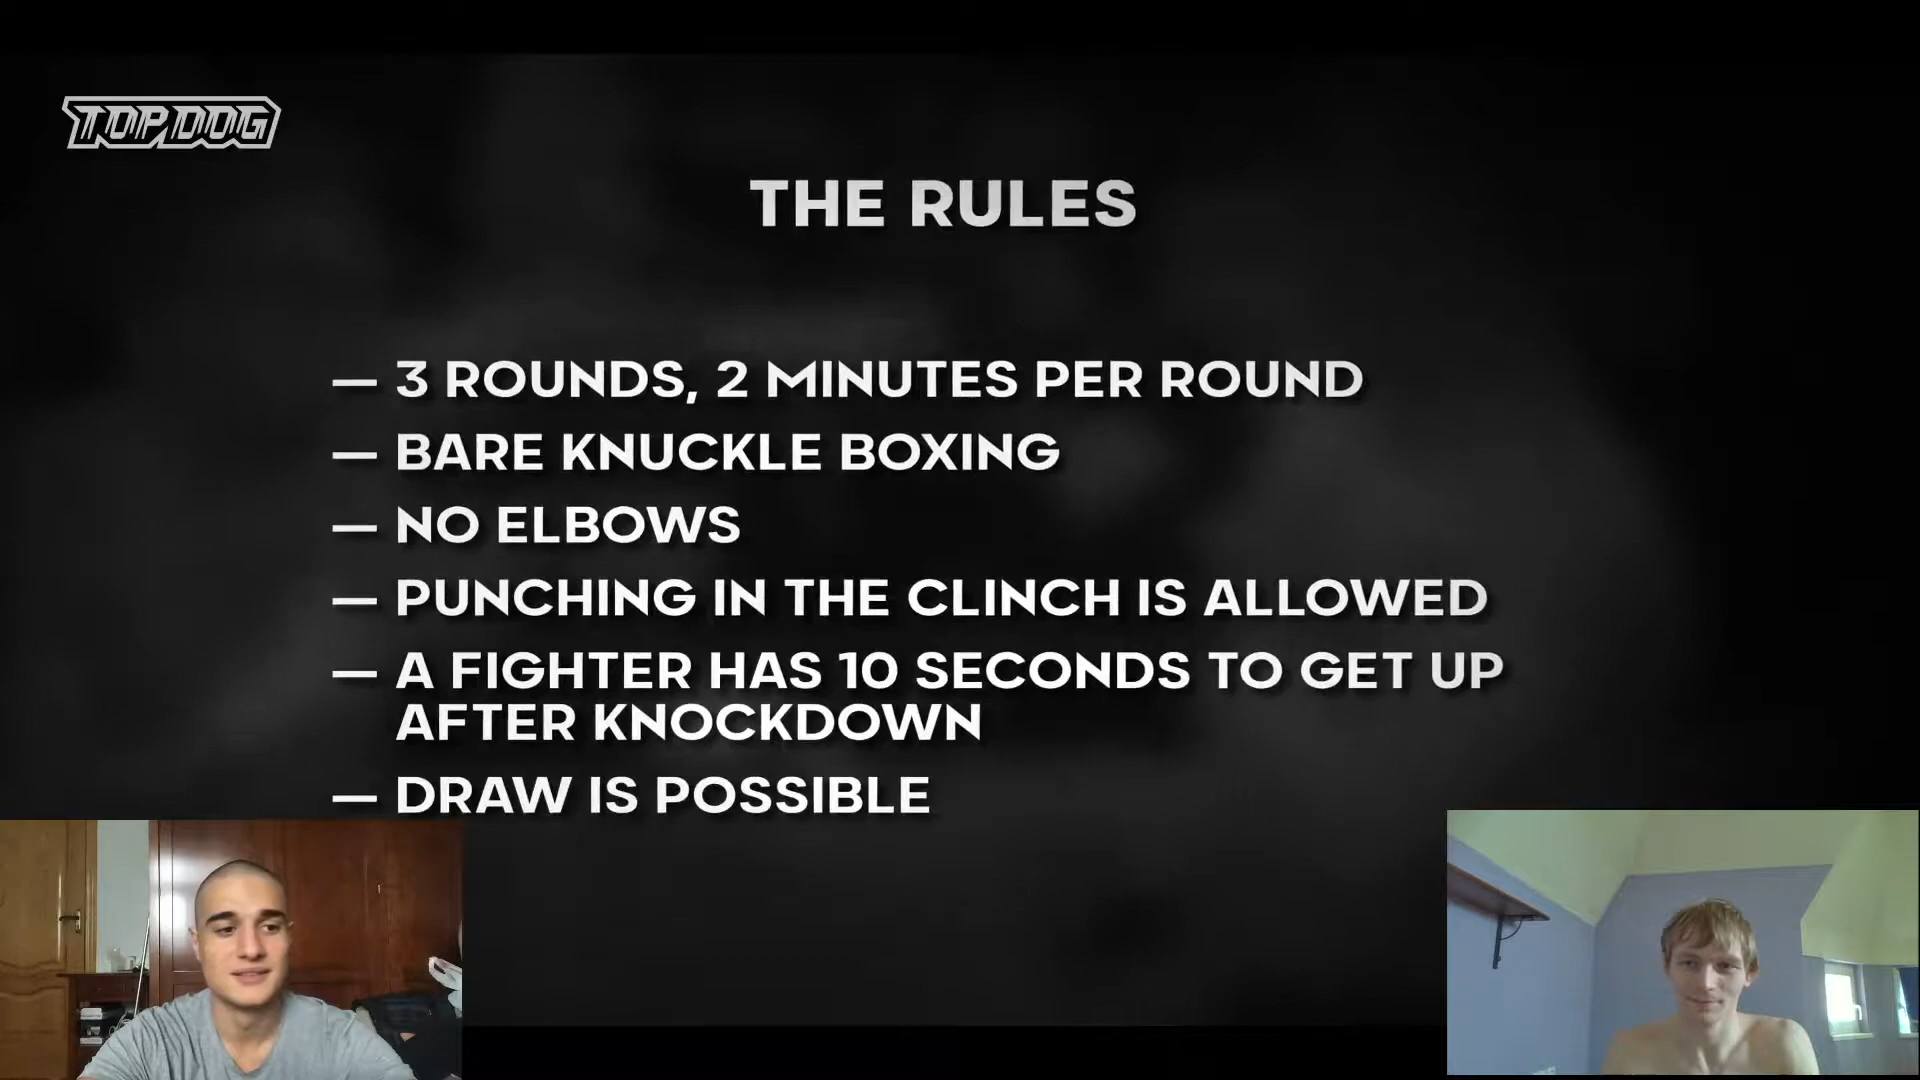 TOP DOG
THE RULES
— 3 ROUNDS, 2 MINUTES PER ROUND
— BARE KNUCKLE BOXING
— NO ELBOWS
— PUNCHING IN THE CLINCH IS ALLOWED
— A FIGHTER HAS 10 SECONDS TO GET UP
AFTER KNOCKDOWN
— DRAW IS POSSIBLE